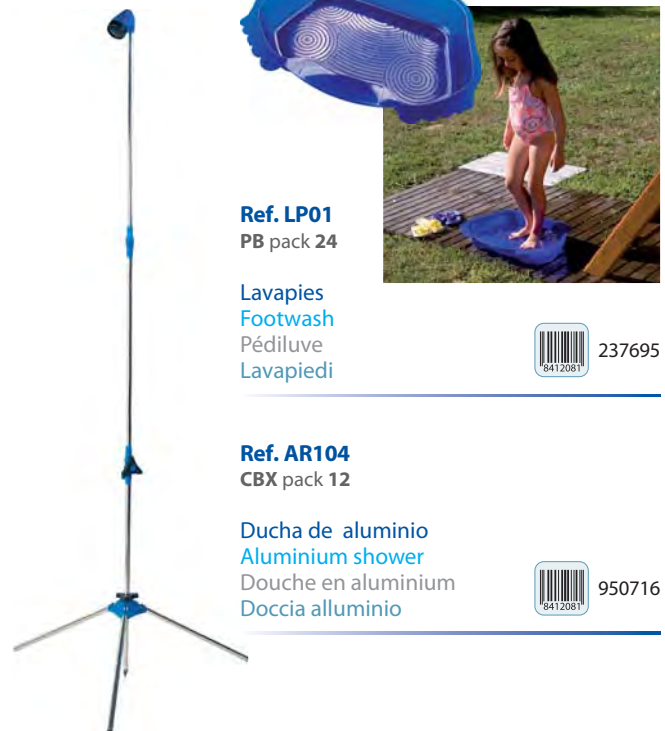 Ref. LP01
PB pack 24
Lavapies
Footwash
Pédiluve
Lavapiedi
8412081
237695
Ref. AR104
CBX pack 12
Ducha de aluminio
Aluminium shower
Douche en aluminium
Doccia alluminio
8412081
950716